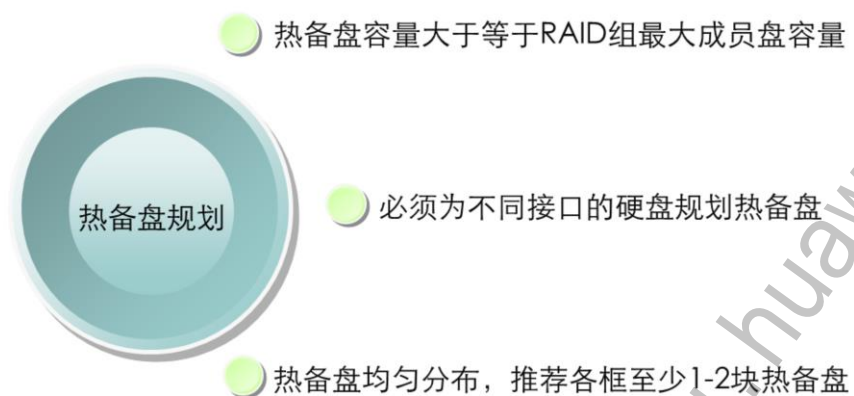 热备盘容量大于等于RAID组最大成员盘容量
热备盘规划
必须为不同接口的硬盘规划热备盘
热备盘均匀分布，推荐各框至少1-2块热备盘